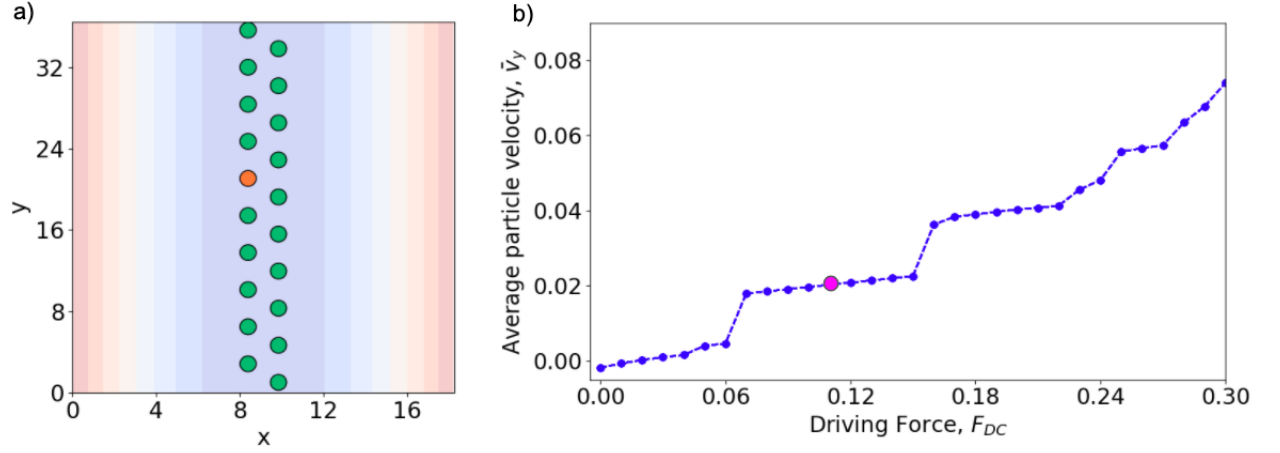 a)
y
32
24
16
8
0
0 4 8 12 16
x
b)
Average particle velocity, v̄y
0.08
0.06
0.04
0.02
0.00
0.00 0.06 0.12 0.18 0.24 0.30
Driving Force, FDC